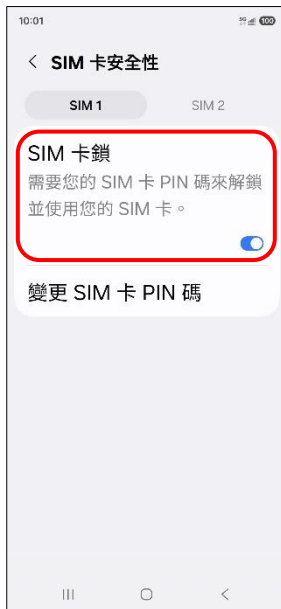 10:01
5G
100
SIM 卡安全性
SIM 1
SIM 2
SIM 卡鎖
需要您的 SIM 卡 PIN 碼來解鎖
並使用您的 SIM 卡。
變更 SIM 卡 PIN 碼